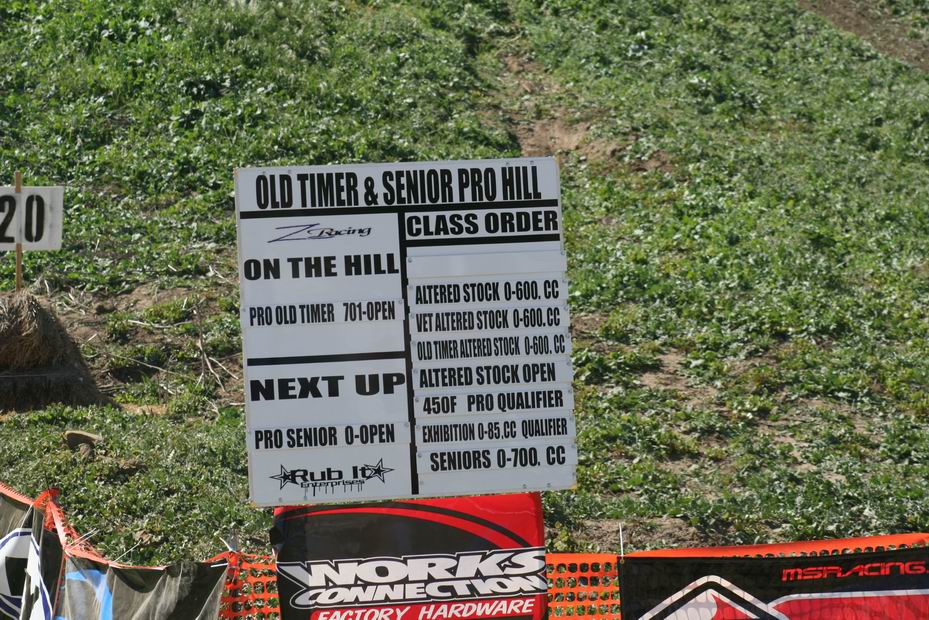 20
OLD TIMER & SENIOR PRO HILL
Z Racing
ON THE HILL
PRO OLD TIMER 701-OPEN
NEXT UP
PRO SENIOR 0-OPEN
Rub It
Enterprises
CLASS ORDER
ALTERED STOCK 0-600. CC
VET ALTERED STOCK 0-600. CC
OLD TIMER ALTERED STOCK 0-600. CC
ALTERED STOCK OPEN
450F PRO QUALIFIER
EXHIBITION 0-85.CC QUALIFIER
SENIORS 0-700. CC
WORKS
CONNECTION
FACTORY HARDWARE
MSRACING.